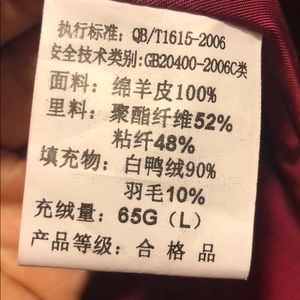 执行标准: QB/T1615-2006
安全技术类别:GB20400-2006C类
面料: 绵羊皮100%
里料: 聚酯纤维52%
粘纤48%
填充物: 白鸭绒90%
羽毛10%
充绒量: 65G(L)
产品等级: 合格品